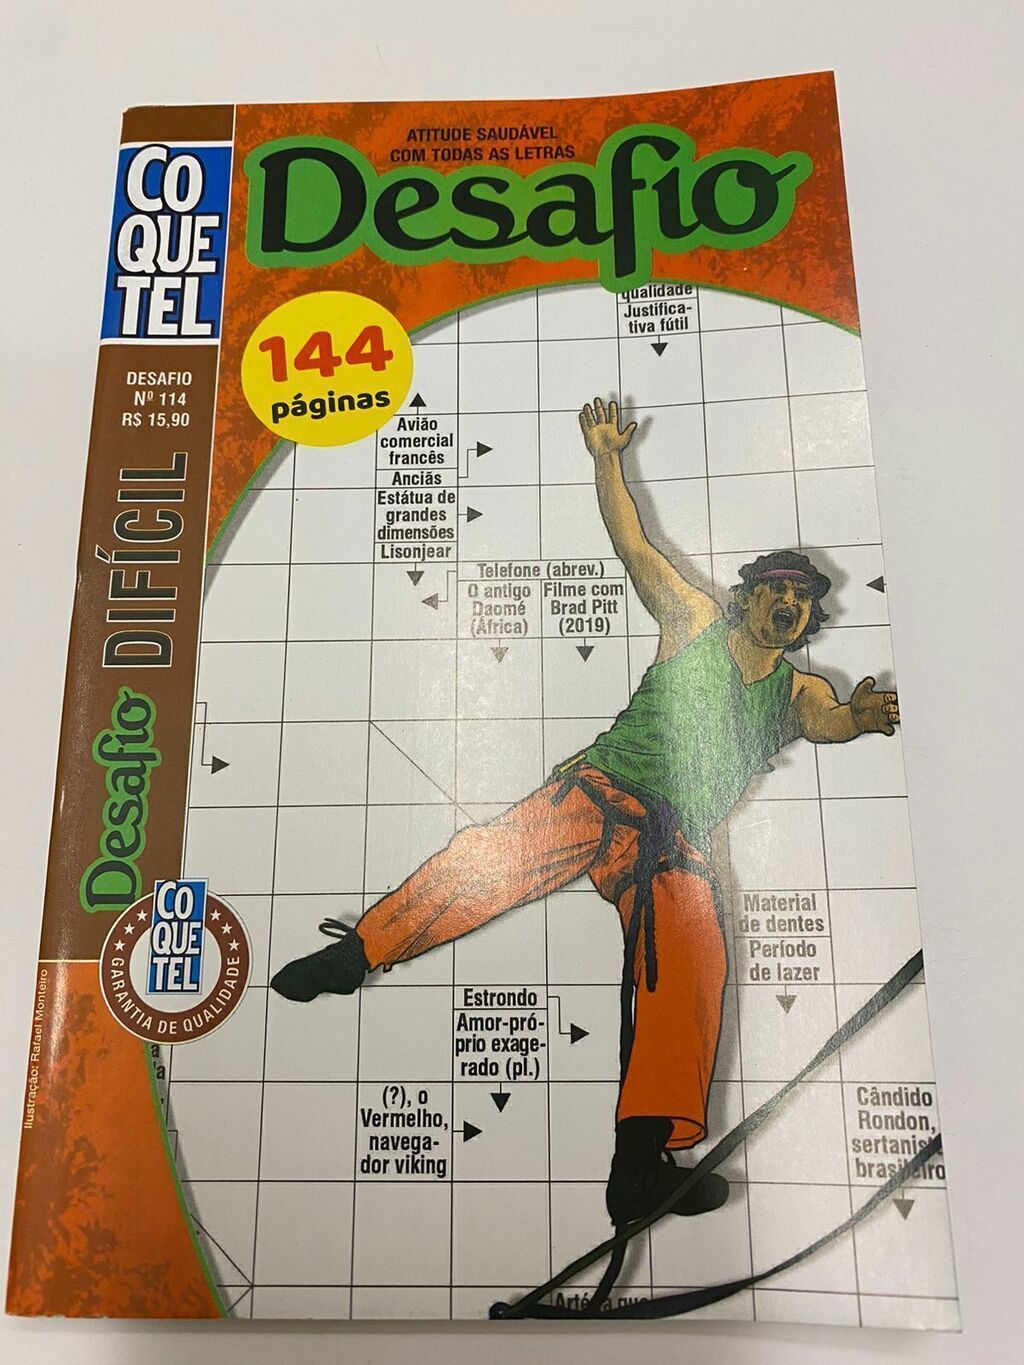 ATITUDE SAUDÁVEL
COM TODAS AS LETRAS
Desafio
CO
QUE
TEL
DESAFIO
Nº 114
R$ 15,90
DIFÍCIL
Desafio
144
páginas
qualidade
Justifica-
tiva fútil
Avião
comercial
francês
Anciãs
Estátua de
grandes
dimensões
Lisonjear
Telefone (abrev.)
O antigo
Daomé
(África)
Filme com
Brad Pitt
(2019)
Material
de dentes
Período
de lazer
Estrondo
Amor-pró-
prio exage-
rado (pl.)
(?), o
Vermelho,
navega-
dor viking
Cândido
Rondon,
sertanista
brasileiro
CO
QUE
TEL
GARANTIA DE QUALIDADE
Ilustração: Rafael Monteiro